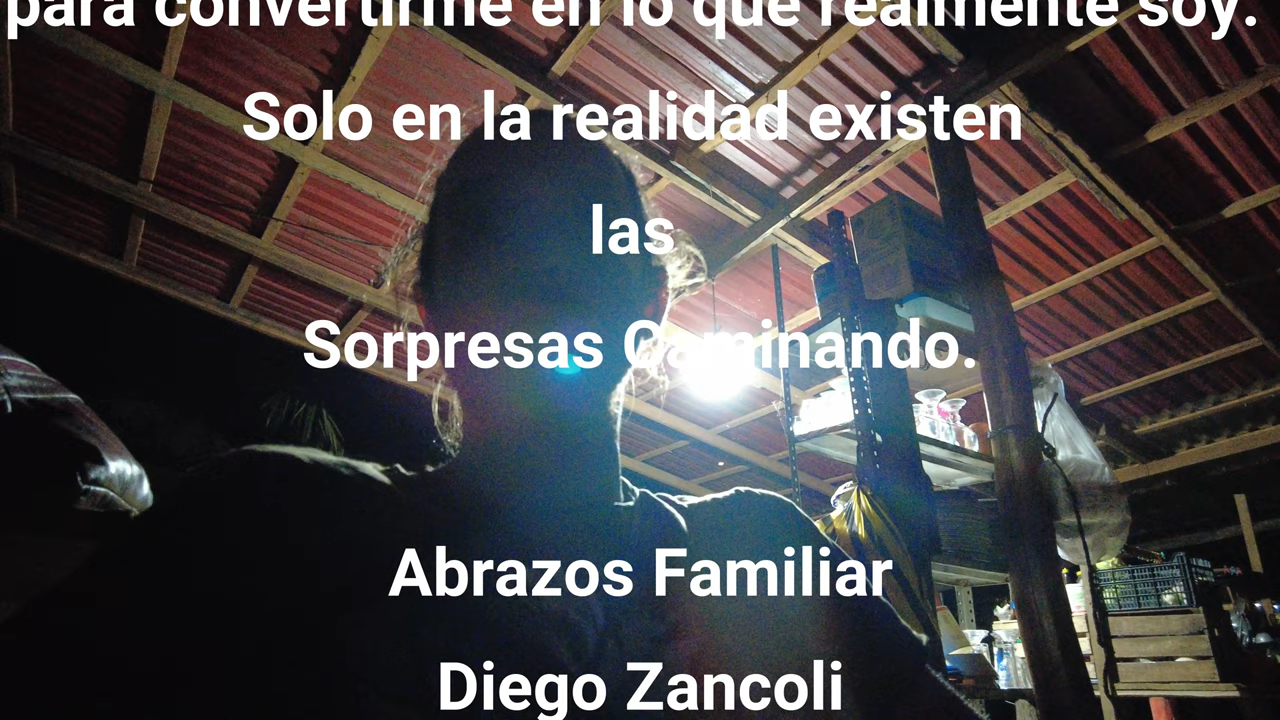 para convertirme en lo que realmente soy.
Solo en la realidad existen
las
Sorpresas Caminando.
Abrazos Familiar
Diego Zancoli